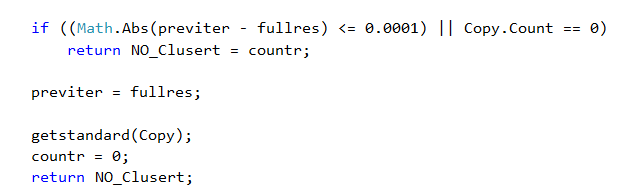 if ((Math.Abs(previter - fullres) <= 0.0001) || Copy.Count == 0)
return NO_Clusert = countr;
previter = fullres;
getstandard(Copy);
countr = 0;
return NO_Clusert;